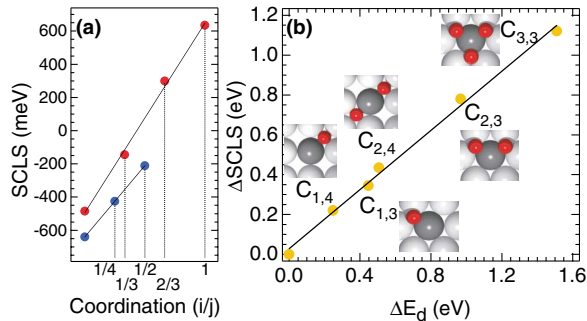 (a)
SCLS (meV)
600
400
200
0
-200
-400
-600
1/4
1/3
1/2
2/3
1
Coordination (i/j)
b)
ΔSCLS (eV)
1.2
1.0
0.8
0.6
0.4
0.2
0.0
C3,3
C2,4
C2,3
C1,4
C1,3
0.0
0.4
0.8
1.2
1.6
ΔEd (eV)